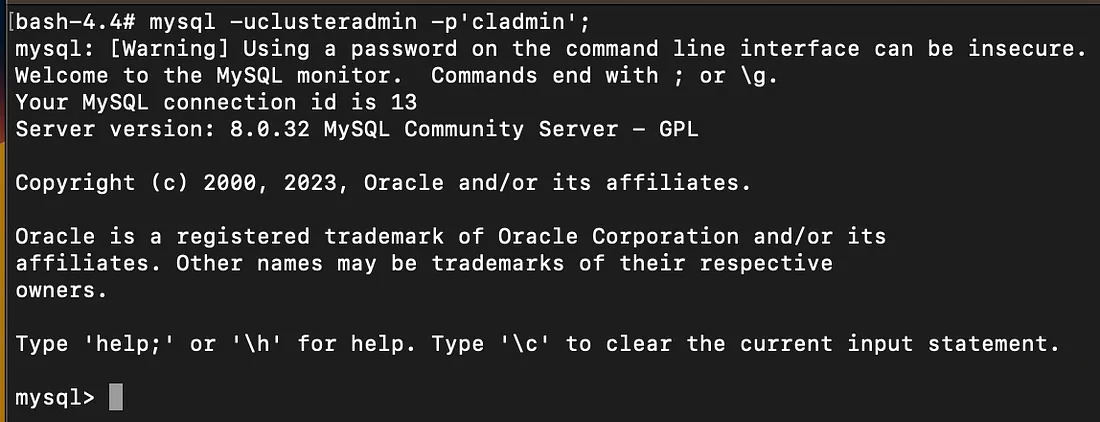 [bash-4.4# mysql -uclusteradmin -p'cladmin';
mysql: [Warning] Using a password on the command line interface can be insecure.
Welcome to the MySQL monitor.  Commands end with ; or \g.
Your MySQL connection id is 13
Server version: 8.0.32 MySQL Community Server - GPL

Copyright (c) 2000, 2023, Oracle and/or its affiliates.

Oracle is a registered trademark of Oracle Corporation and/or its
affiliates. Other names may be trademarks of their respective
owners.

Type 'help;' or '\h' for help. Type '\c' to clear the current input statement.

mysql>